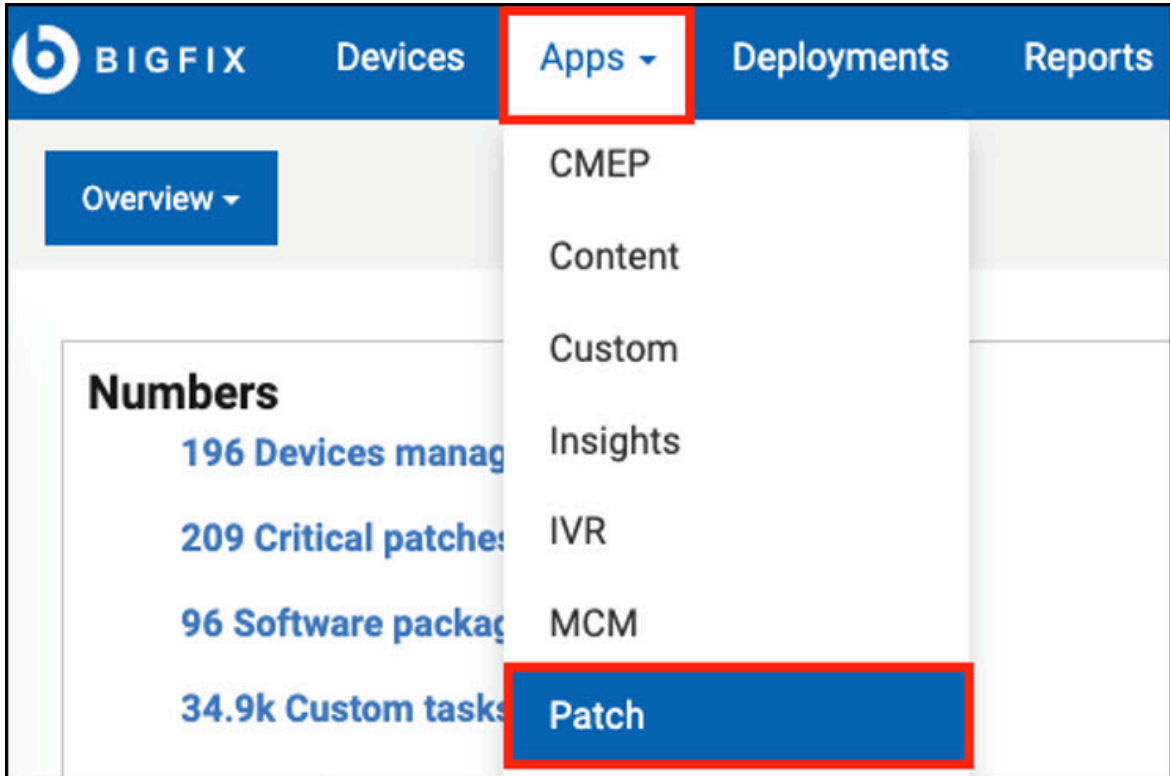 BIGFIX Devices Apps Deployments Reports
Overview
CMEP
Content
Custom
Insights
IVR
MCM
Patch
Numbers
196 Devices manag
209 Critical patches
96 Software packag
34.9k Custom tasks